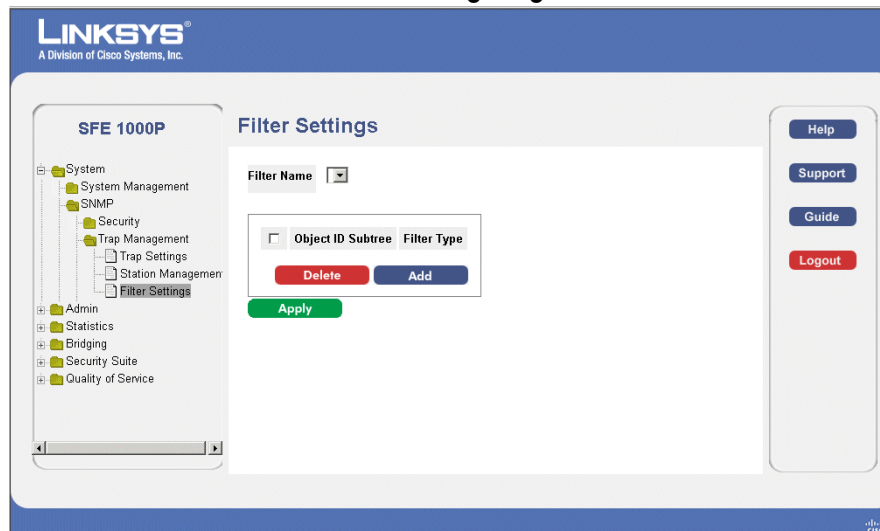 LINKSYS®
A Division of Cisco Systems, Inc.
SFE 1000P
System
System Management
SNMP
Security
Trap Management
Trap Settings
Station Managemen
Filter Settings
Admin
Statistics
Bridging
Security Suite
Quality of Service
Filter Settings
Filter Name
Object ID Subtree Filter Type
Delete Add
Apply
Help
Support
Guide
Logout